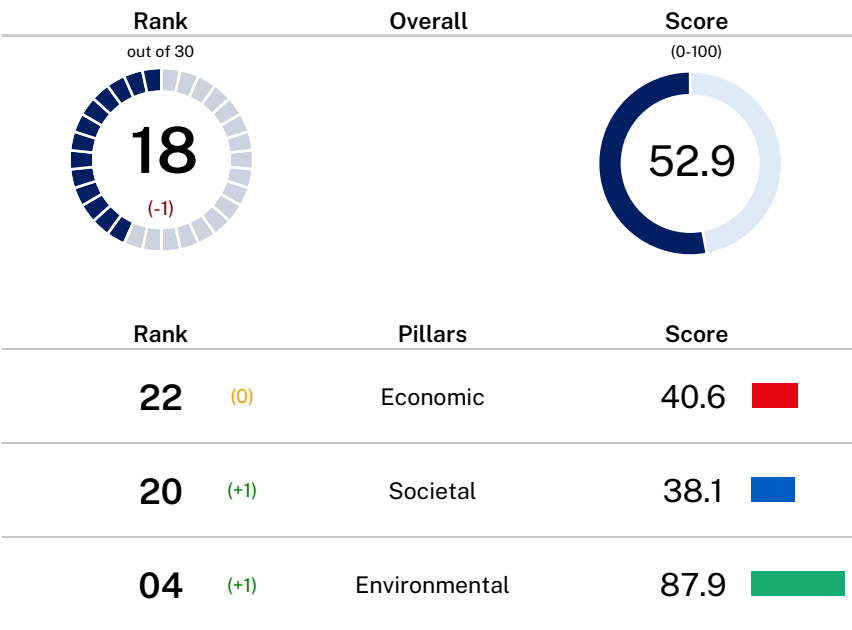 Rank Overall Score
out of 30 (0-100)
18 52.9
(-1)
Rank Pillars Score
22 (0) Economic 40.6
20 (+1) Societal 38.1
04 (+1) Environmental 87.9